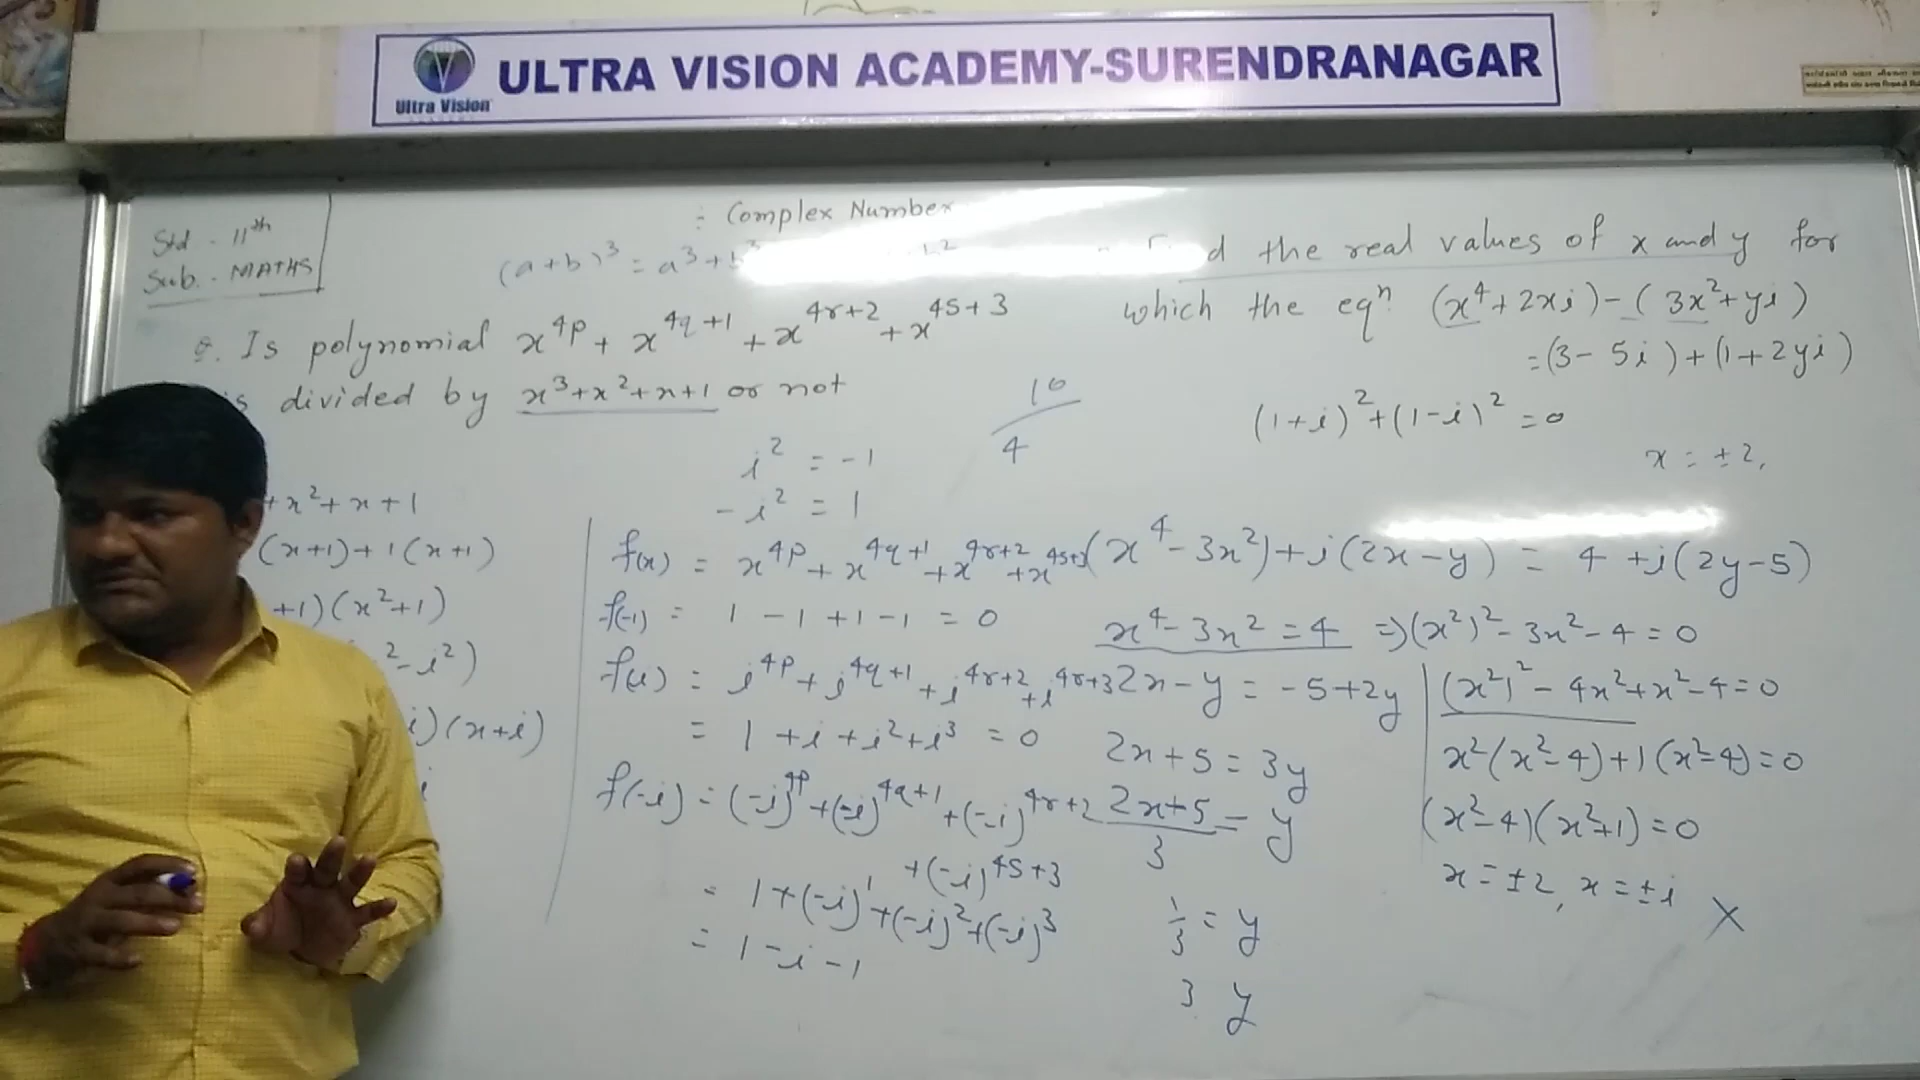 ULTRA VISION ACADEMY-SURENDRANAGAR
Ultra Vision
Std - 11th
Sub. - MATHS
: Complex Number
(a+b)³ = a³ +
Q. Is polynomial x^4p + x^4q+1 + x^4r+2 + x^4s+3
is divided by x³+x²+x+1 or not
+x²+x+1
(x+1)+1(x+1)
+1)(x²+1)
²-i²)
i)(x+i)
i
10/4
i² = -1
-i² = 1
f(x) = x^4p + x^4q+1 + x^4r+2 + x^4s+3
f(-1) = 1 - 1 + 1 - 1 = 0
f(i) = i^4p + i^4q+1 + i^4r+2 + i^4r+3
= 1 + i + i² + i³ = 0
f(-i) = (-i)^4p + (-i)^4q+1 + (-i)^4r+2
+ (-i)^4s+3
= 1 + (-i)^1 + (-i)² + (-i)³
= 1 - i - 1
d the real values of x and y for
which the eqn. (x⁴+2xi) - (3x²+yi)
= (3-5i) + (1+2yi)
(1+i)² + (1-i)² = 0
x = ±2,
(x⁴-3x²)+i(2x-y) = 4+i(2y-5)
x⁴-3x² = 4 ⇒ (x²)²-3x²-4 = 0
2x-y = -5+2y
2x+5 = 3y
2x+5/3 = y
1/3 = y
3 y
(x²)²-4x²+x²-4 = 0
x²(x²-4)+1(x²-4) = 0
(x²-4)(x²+1) = 0
x = ±2, x = ±i X